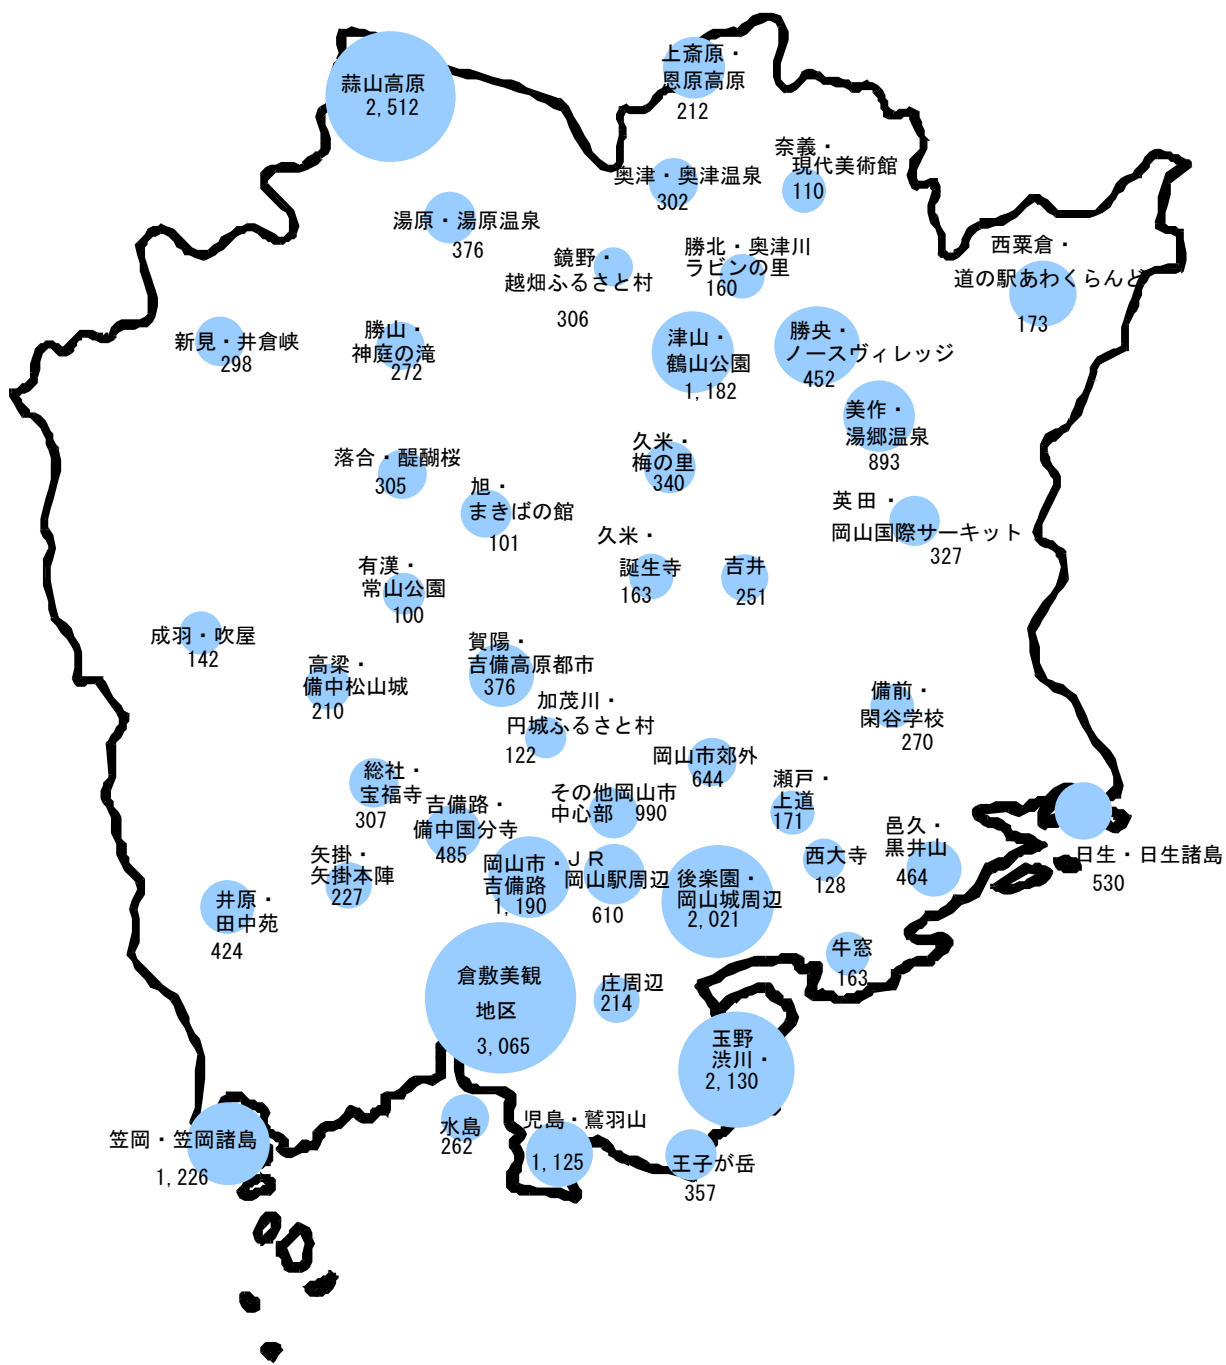 蒜山高原
2,512
上斎原・
恩原高原
212
奈義・
現代美術館
110
奥津・奥津温泉
302
湯原・湯原温泉
376
鏡野・
越畑ふるさと村
306
勝北・奥津川
ラビンの里
160
西粟倉・
道の駅あわくらんど
173
新見・井倉峡
298
勝山・
神庭の滝
272
津山・
鶴山公園
1,182
勝央・
ノースヴィレッジ
452
美作・
湯郷温泉
893
落合・醍醐桜
305
旭・
まきばの館
101
久米・
梅の里
340
英田・
岡山国際サーキット
327
久米・
誕生寺
163
吉井
251
有漢・
常山公園
100
成羽・吹屋
142
高梁・
備中松山城
210
賀陽・
吉備高原都市
376
加茂川・
円城ふるさと村
122
備前・
閑谷学校
270
岡山市郊外
644
総社・
宝福寺
307
吉備路・
備中国分寺
485
その他岡山市
中心部 990
瀬戸・
上道
171
邑久・
黒井山
464
日生・日生諸島
530
矢掛・
矢掛本陣
227
岡山市・
吉備路
1,190
ＪＲ
岡山駅周辺
610
後楽園・
岡山城周辺
2,021
西大寺
128
井原・
田中苑
424
倉敷美観
地区
3,065
庄周辺
214
牛窓
163
玉野
渋川・
2,130
水島
262
児島・鷲羽山
1,125
王子が岳
357
笠岡・笠岡諸島
1,226